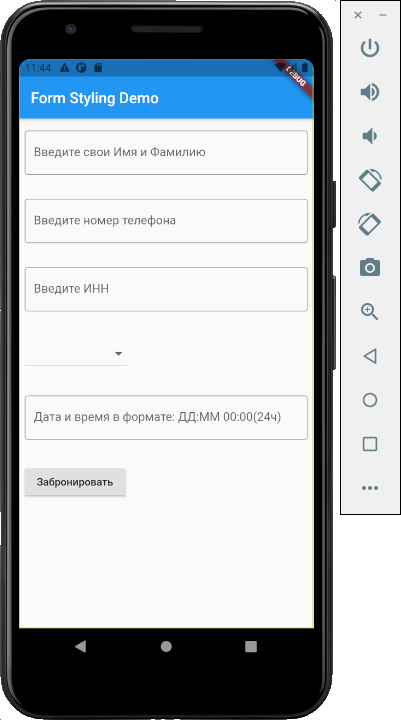 11:44
DEBUG
Form Styling Demo
Введите свои Имя и Фамилию
Введите номер телефона
Введите ИНН
Дата и время в формате: ДД:ММ 00:00(24ч)
Забронировать